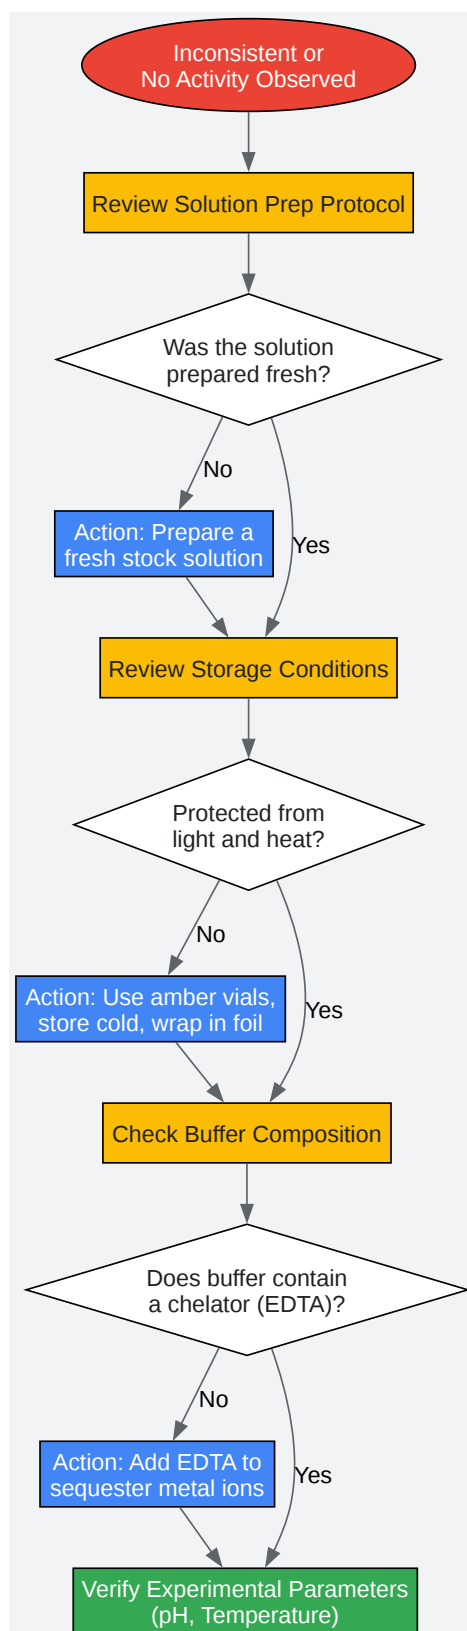 Inconsistent or
No Activity Observed
Review Solution Prep Protocol
Was the solution
prepared fresh?
No
Action: Prepare a
fresh stock solution
Yes
Review Storage Conditions
Protected from
light and heat?
No
Action: Use amber vials,
store cold, wrap in foil
Yes
Check Buffer Composition
Does buffer contain
a chelator (EDTA)?
No
Action: Add EDTA to
sequester metal ions
Yes
Verify Experimental Parameters
(pH, Temperature)